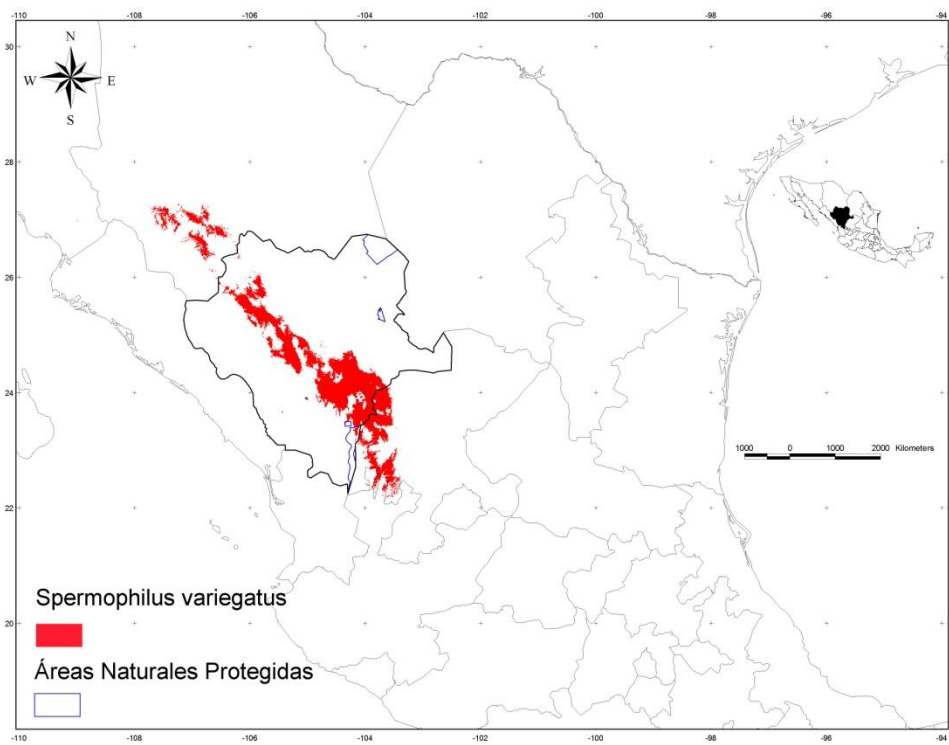 -110 -108 -106 -104 -102 -100 -98 -96 -94
30
N
W E
S
28
26
24
1000 0 1000 2000 Kilometers
22
Spermophilus variegatus
20
Áreas Naturales Protegidas
-110 -108 -106 -104 -102 -100 -98 -96 -94